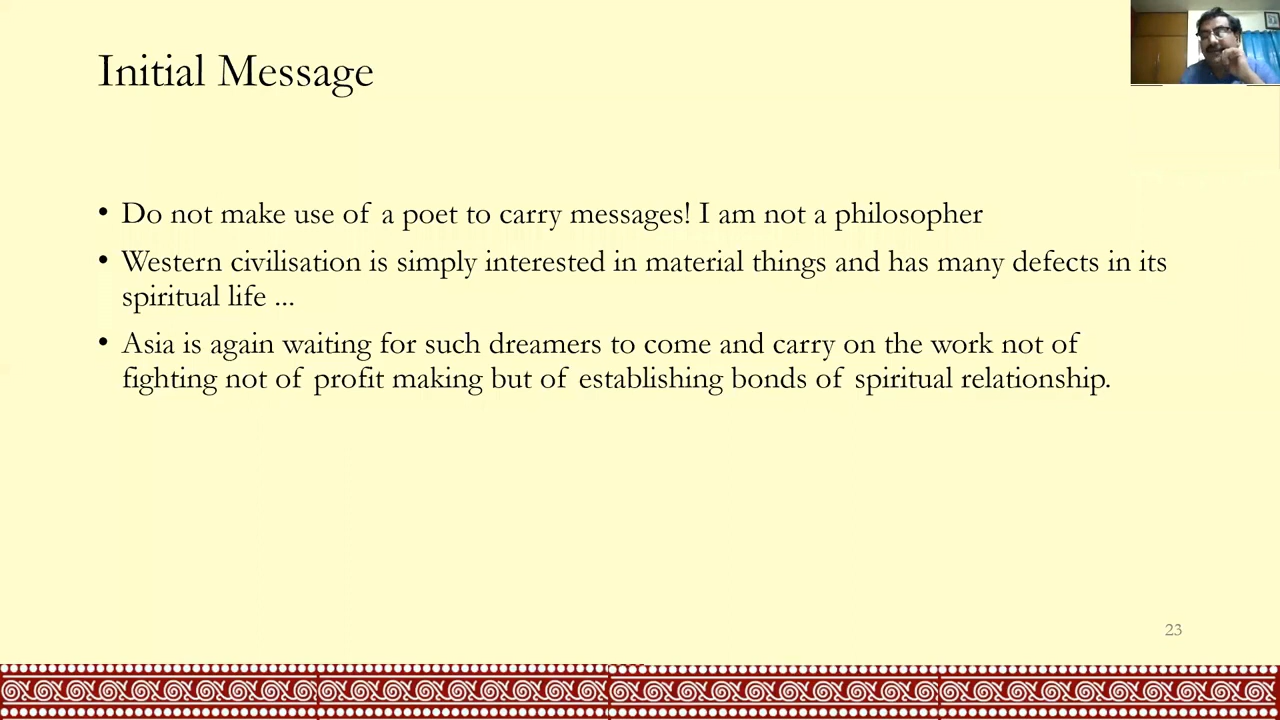 Initial Message
• Do not make use of a poet to carry messages! I am not a philosopher
• Western civilisation is simply interested in material things and has many defects in its
spiritual life ...
• Asia is again waiting for such dreamers to come and carry on the work not of
fighting not of profit making but of establishing bonds of spiritual relationship.
23